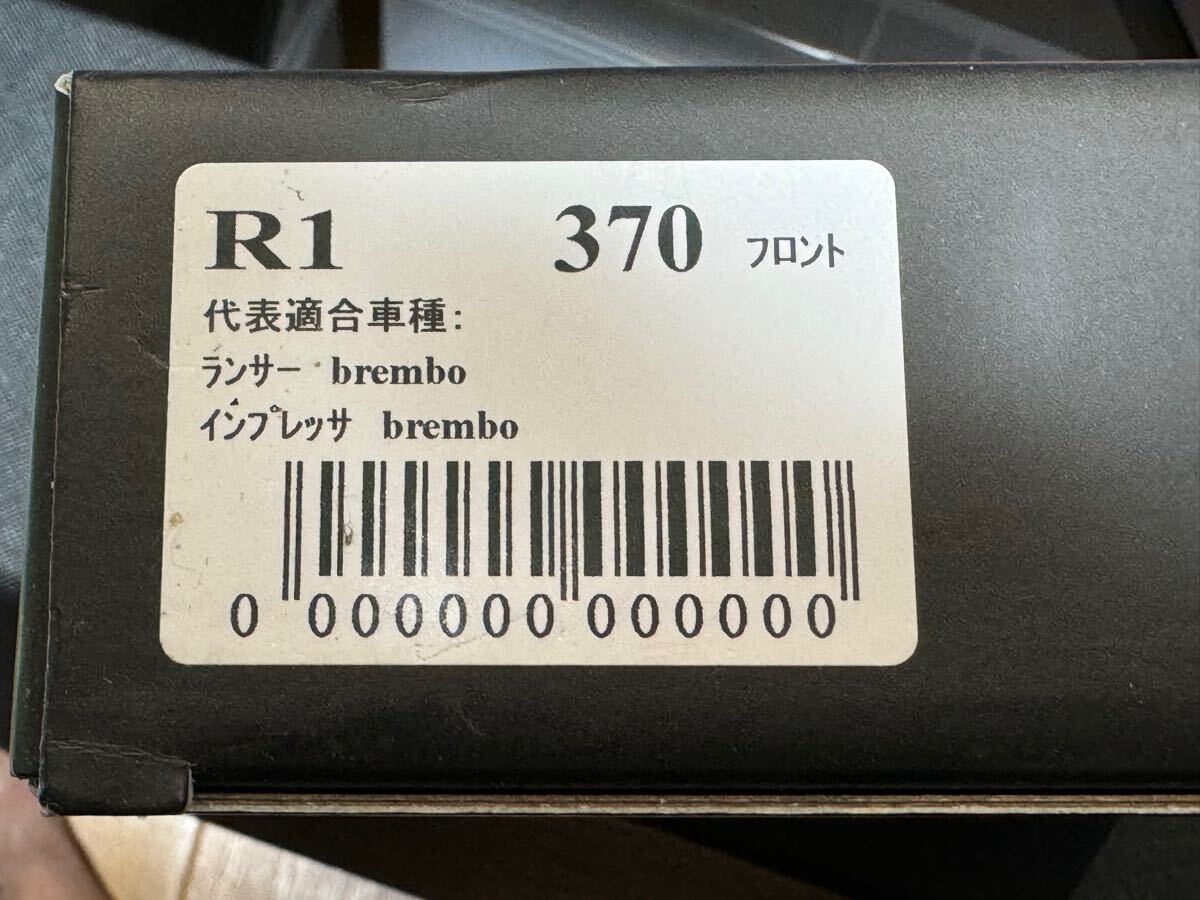 R1 370 フロント
代表適合車種:
ランサー brembo
インプレッサ brembo
0 000000 000000